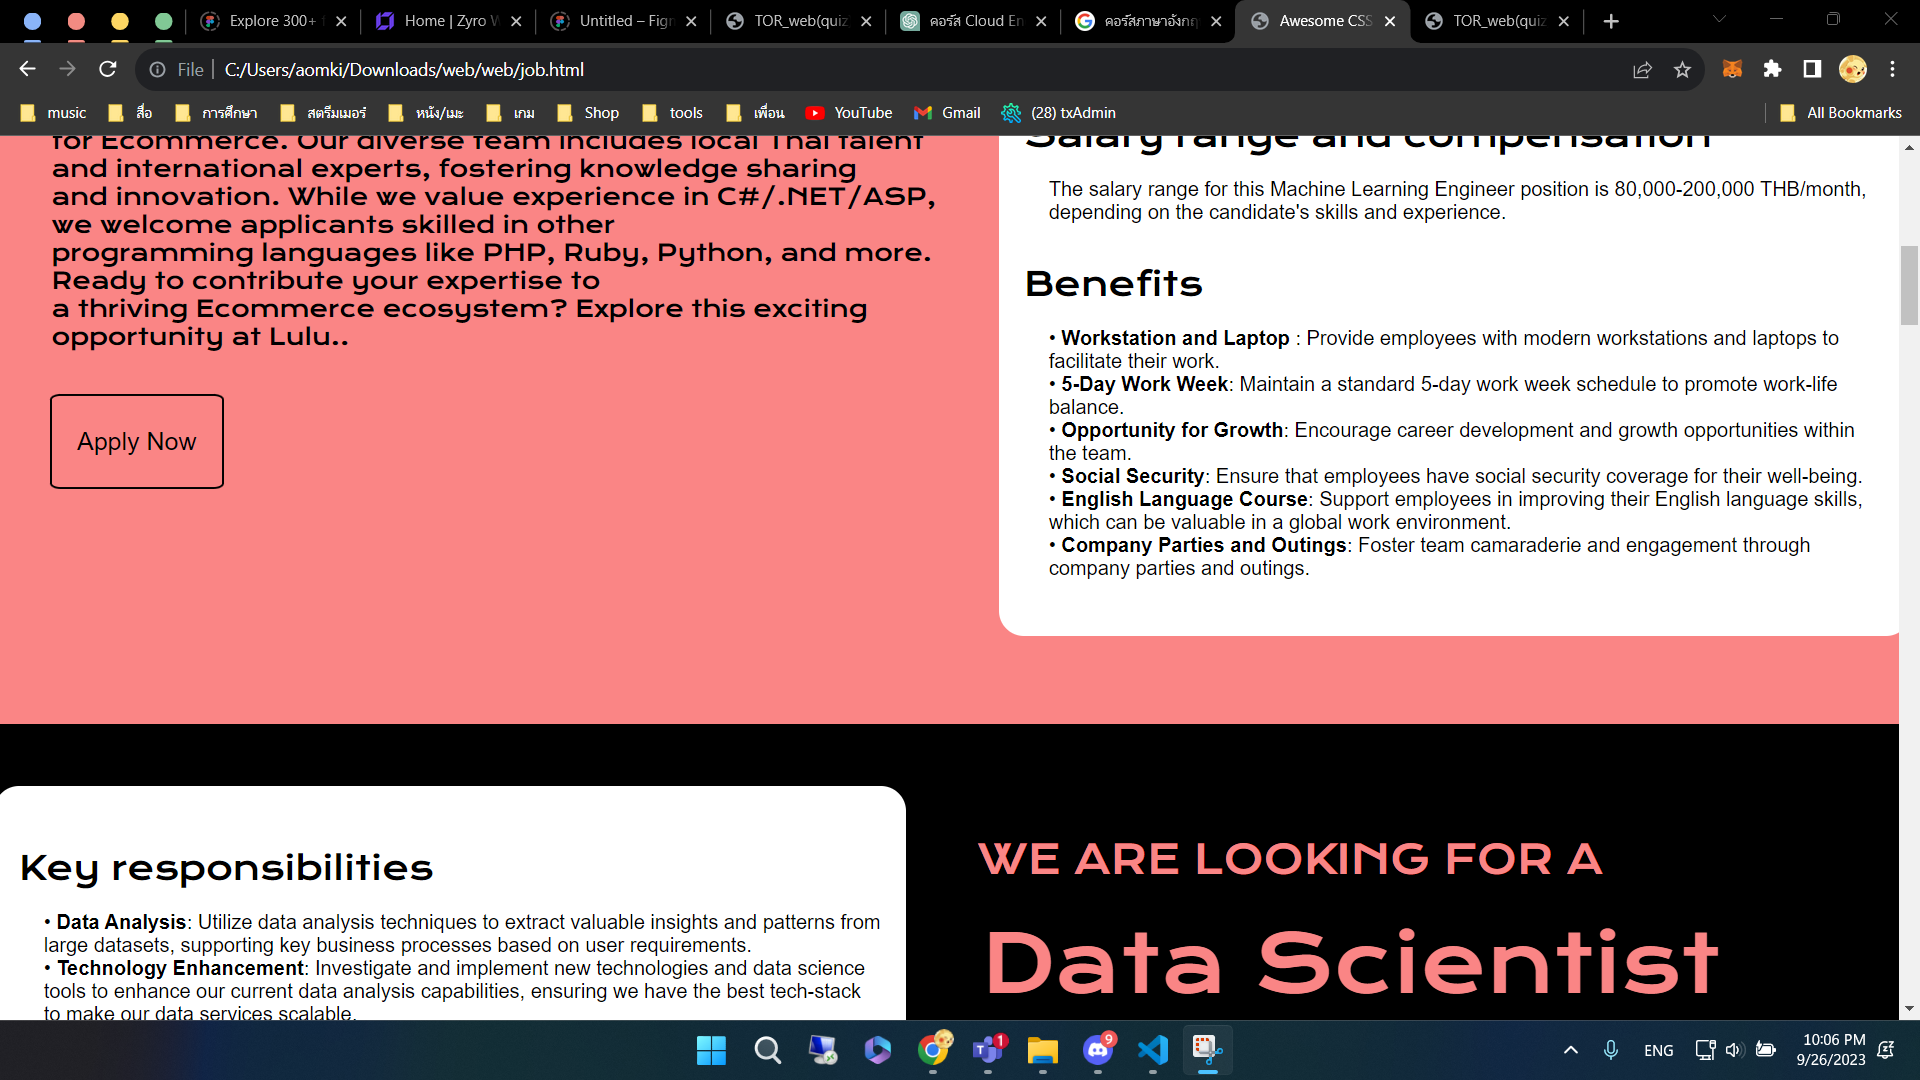 Explore 300+
Home | Zyro W
Untitled – Fign
TOR_web(quiz
คอร์ส Cloud En
คอร์สภาษาอังกฤ
Awesome CSS
TOR_web(quiz
File
C:/Users/aomki/Downloads/web/web/job.html
music
สื่อ
การศึกษา
สตรีมเมอร์
หนัง/เมะ
เกม
Shop
tools
เพื่อน
YouTube
Gmail
(28) txAdmin
All Bookmarks
for Ecommerce. Our diverse team includes local Thai talent
and international experts, fostering knowledge sharing
and innovation. While we value experience in C#/.NET/ASP,
we welcome applicants skilled in other
programming languages like PHP, Ruby, Python, and more.
Ready to contribute your expertise to
a thriving Ecommerce ecosystem? Explore this exciting
opportunity at Lulu..
Apply Now
Salary range and compensation
The salary range for this Machine Learning Engineer position is 80,000-200,000 THB/month,
depending on the candidate's skills and experience.
Benefits
• Workstation and Laptop : Provide employees with modern workstations and laptops to
facilitate their work.
• 5-Day Work Week: Maintain a standard 5-day work week schedule to promote work-life
balance.
• Opportunity for Growth: Encourage career development and growth opportunities within
the team.
• Social Security: Ensure that employees have social security coverage for their well-being.
• English Language Course: Support employees in improving their English language skills,
which can be valuable in a global work environment.
• Company Parties and Outings: Foster team camaraderie and engagement through
company parties and outings.
Key responsibilities
• Data Analysis: Utilize data analysis techniques to extract valuable insights and patterns from
large datasets, supporting key business processes based on user requirements.
• Technology Enhancement: Investigate and implement new technologies and data science
tools to enhance our current data analysis capabilities, ensuring we have the best tech-stack
to make our data services scalable.
WE ARE LOOKING FOR A
Data Scientist
1
9
ENG
10:06 PM
9/26/2023